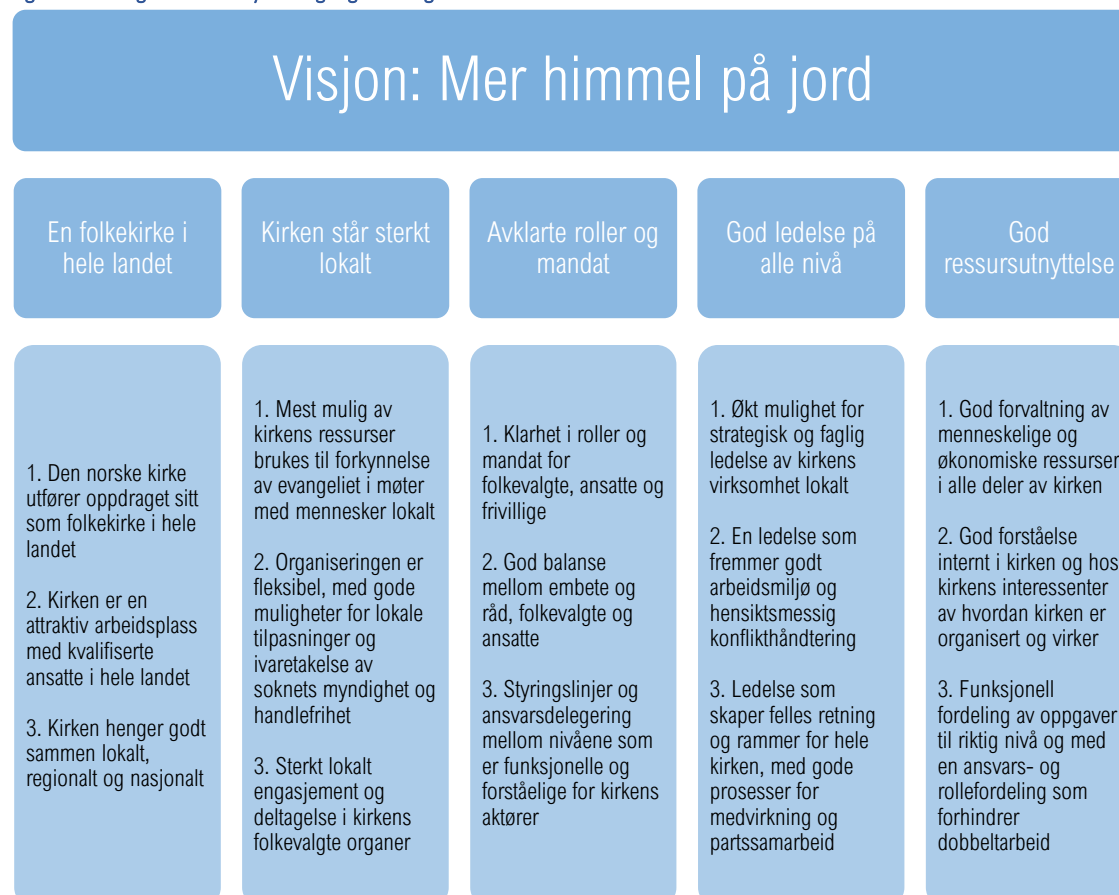 Visjon: Mer himmel på jord
En folkekirke i
hele landet
Kirken står sterkt
lokalt
Avklarte roller og
mandat
God ledelse på
alle nivå
God
ressursutnyttelse
1. Den norske kirke
utfører oppdraget sitt
som folkekirke i hele
landet
2. Kirken er en
attraktiv arbeidsplass
med kvalifiserte
ansatte i hele landet
3. Kirken henger godt
sammen lokalt,
regionalt og nasjonalt
1. Mest mulig av
kirkens ressurser
brukes til forkynnelse
av evangeliet i møter
med mennesker lokalt
2. Organiseringen er
fleksibel, med gode
muligheter for lokale
tilpasninger og
ivaretakelse av
soknets myndighet og
handlefrihet
3. Sterkt lokalt
engasjement og
deltagelse i kirkens
folkevalgte organer
1. Klarhet i roller og
mandat for
folkevalgte, ansatte og
frivillige
2. God balanse
mellom embete og
råd, folkevalgte og
ansatte
3. Styringslinjer og
ansvarsdelegering
mellom nivåene som
er funksjonelle og
forståelige for kirkens
aktører
1. Økt mulighet for
strategisk og faglig
ledelse av kirkens
virksomhet lokalt
2. En ledelse som
fremmer godt
arbeidsmiljø og
hensiktsmessig
konflikthåndtering
3. Ledelse som
skaper felles retning
og rammer for hele
kirken, med gode
prosesser for
medvirkning og
partssamarbeid
1. God forvaltning av
menneskelige og
økonomiske ressurser
i alle deler av kirken
2. God forståelse
internt i kirken og hos
kirkens interessenter
av hvordan kirken er
organisert og virker
3. Funksjonell
fordeling av oppgaver
til riktig nivå og med
en ansvars- og
rollefordeling som
forhindrer
dobbeltarbeid